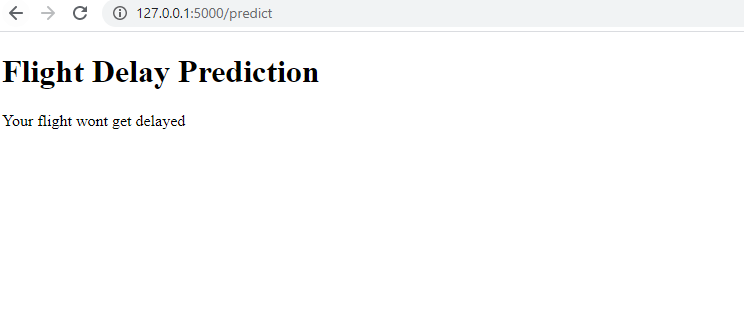 127.0.0.1:5000/predict
Flight Delay Prediction
Your flight wont get delayed